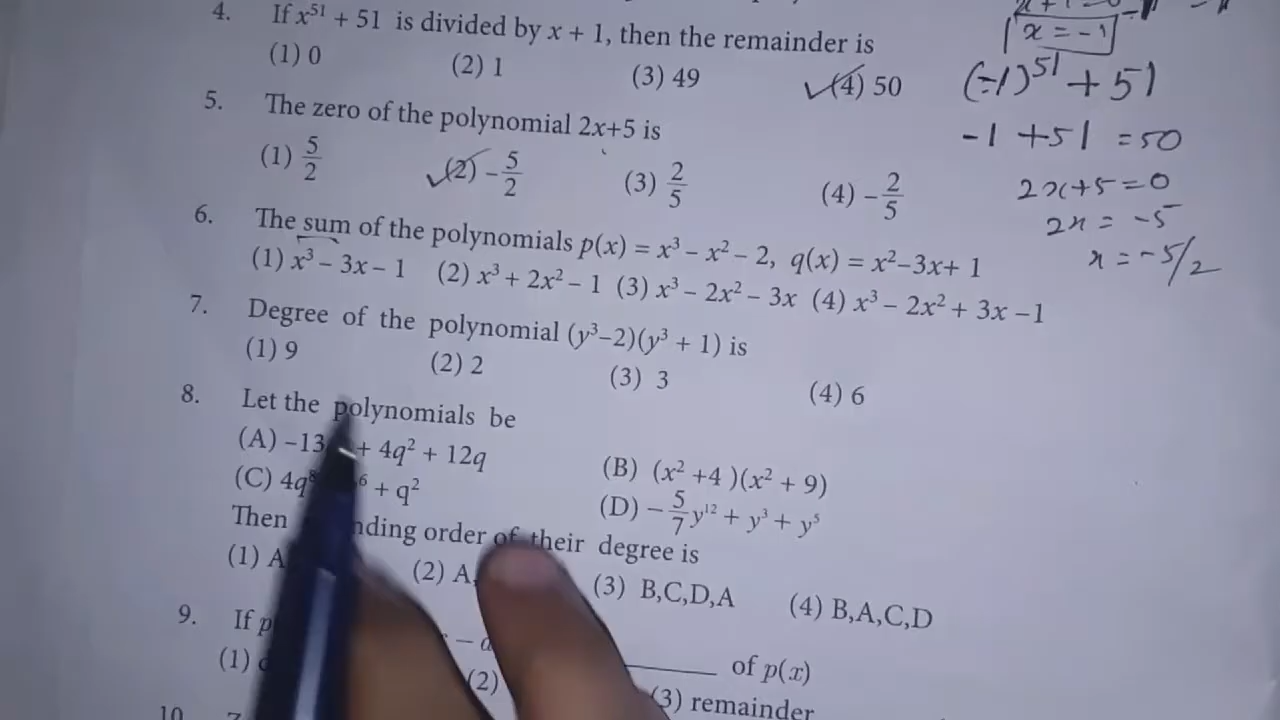 4. If x⁵¹ + 51 is divided by x + 1, then the remainder is
(1) 0 (2) 1 (3) 49 (4) 50
5. The zero of the polynomial 2x+5 is
(1) 5/2 (2) –5/2 (3) 2/5 (4) –2/5
6. The sum of the polynomials p(x) = x³ – x² – 2, q(x) = x²–3x+ 1
(1) x³ – 3x – 1 (2) x³ + 2x² – 1 (3) x³ – 2x² – 3x (4) x³ – 2x² + 3x –1
7. Degree of the polynomial (y³–2)(y³ + 1) is
(1) 9 (2) 2 (3) 3 (4) 6
8. Let the polynomials be
(A) –13 + 4q² + 12q (B) (x² +4 )(x² + 9)
(C) 4q⁸ ⁶ + q² (D) –5/7 y¹² + y³ + y⁵
Then order of their degree is
(1) A (2) A, (3) B,C,D,A (4) B,A,C,D
9. If p – of p(x)
(1) (2) (3) remainder
10.
x = -1
(-1)⁵¹ + 51
-1 + 51 = 50
2x+5 = 0
2x = -5
x = -5/2